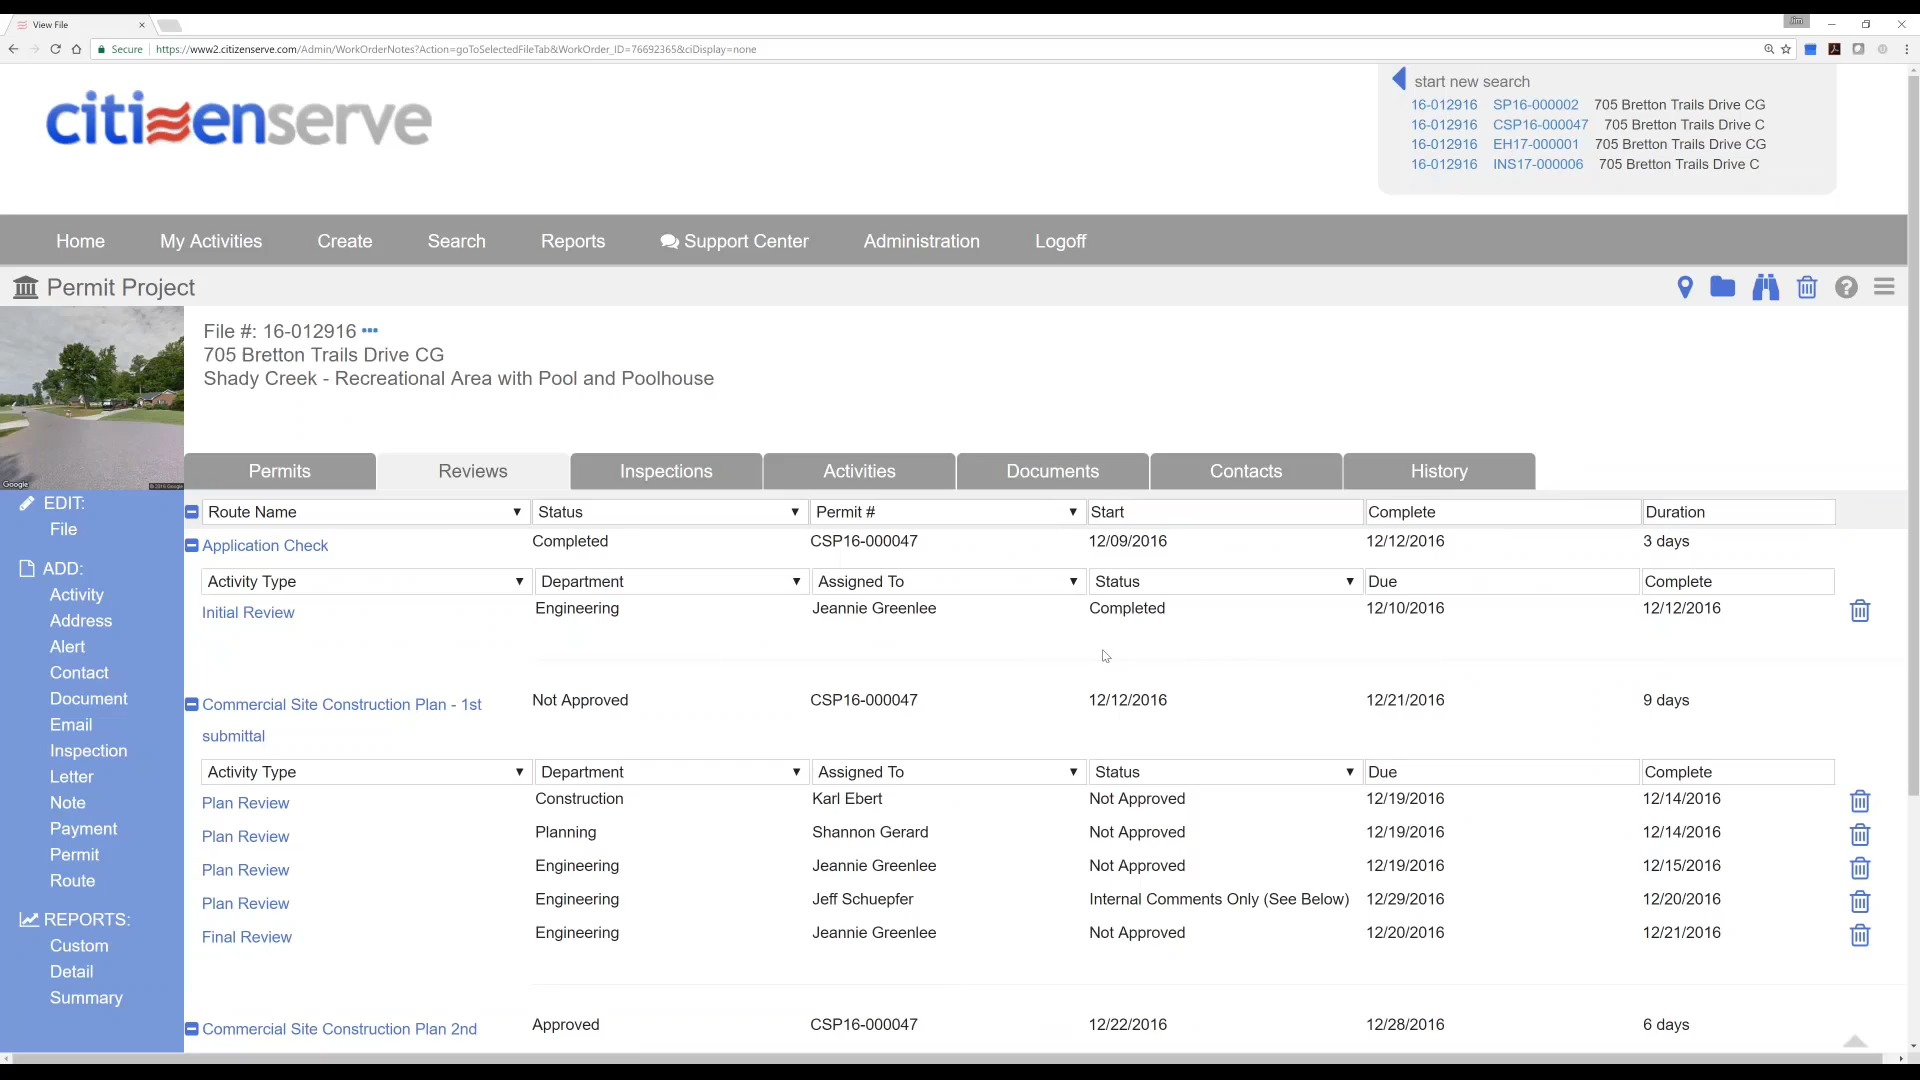 View File
Jim
Secure https://www2.citizenserve.com/Admin/WorkOrderNotes?Action=goToSelectedFileTab&WorkOrder_ID=76692365&ciDisplay=none
citizenserve
start new search
16-012916 SP16-000002 705 Bretton Trails Drive CG
16-012916 CSP16-000047 705 Bretton Trails Drive C
16-012916 EH17-000001 705 Bretton Trails Drive CG
16-012916 INS17-000006 705 Bretton Trails Drive C
Home My Activities Create Search Reports Support Center Administration Logoff
Permit Project
File #: 16-012916
705 Bretton Trails Drive CG
Shady Creek - Recreational Area with Pool and Poolhouse
Google
Permits Reviews Inspections Activities Documents Contacts History
EDIT:
File
ADD:
Activity
Address
Alert
Contact
Document
Email
Inspection
Letter
Note
Payment
Permit
Route
REPORTS:
Custom
Detail
Summary
Route Name Status Permit # Start Complete Duration
Application Check Completed CSP16-000047 12/09/2016 12/12/2016 3 days
Activity Type Department Assigned To Status Due Complete
Initial Review Engineering Jeannie Greenlee Completed 12/10/2016 12/12/2016
Commercial Site Construction Plan - 1st Not Approved CSP16-000047 12/12/2016 12/21/2016 9 days
submittal
Activity Type Department Assigned To Status Due Complete
Plan Review Construction Karl Ebert Not Approved 12/19/2016 12/14/2016
Plan Review Planning Shannon Gerard Not Approved 12/19/2016 12/14/2016
Plan Review Engineering Jeannie Greenlee Not Approved 12/19/2016 12/15/2016
Plan Review Engineering Jeff Schuepfer Internal Comments Only (See Below) 12/29/2016 12/20/2016
Final Review Engineering Jeannie Greenlee Not Approved 12/20/2016 12/21/2016
Commercial Site Construction Plan 2nd Approved CSP16-000047 12/22/2016 12/28/2016 6 days